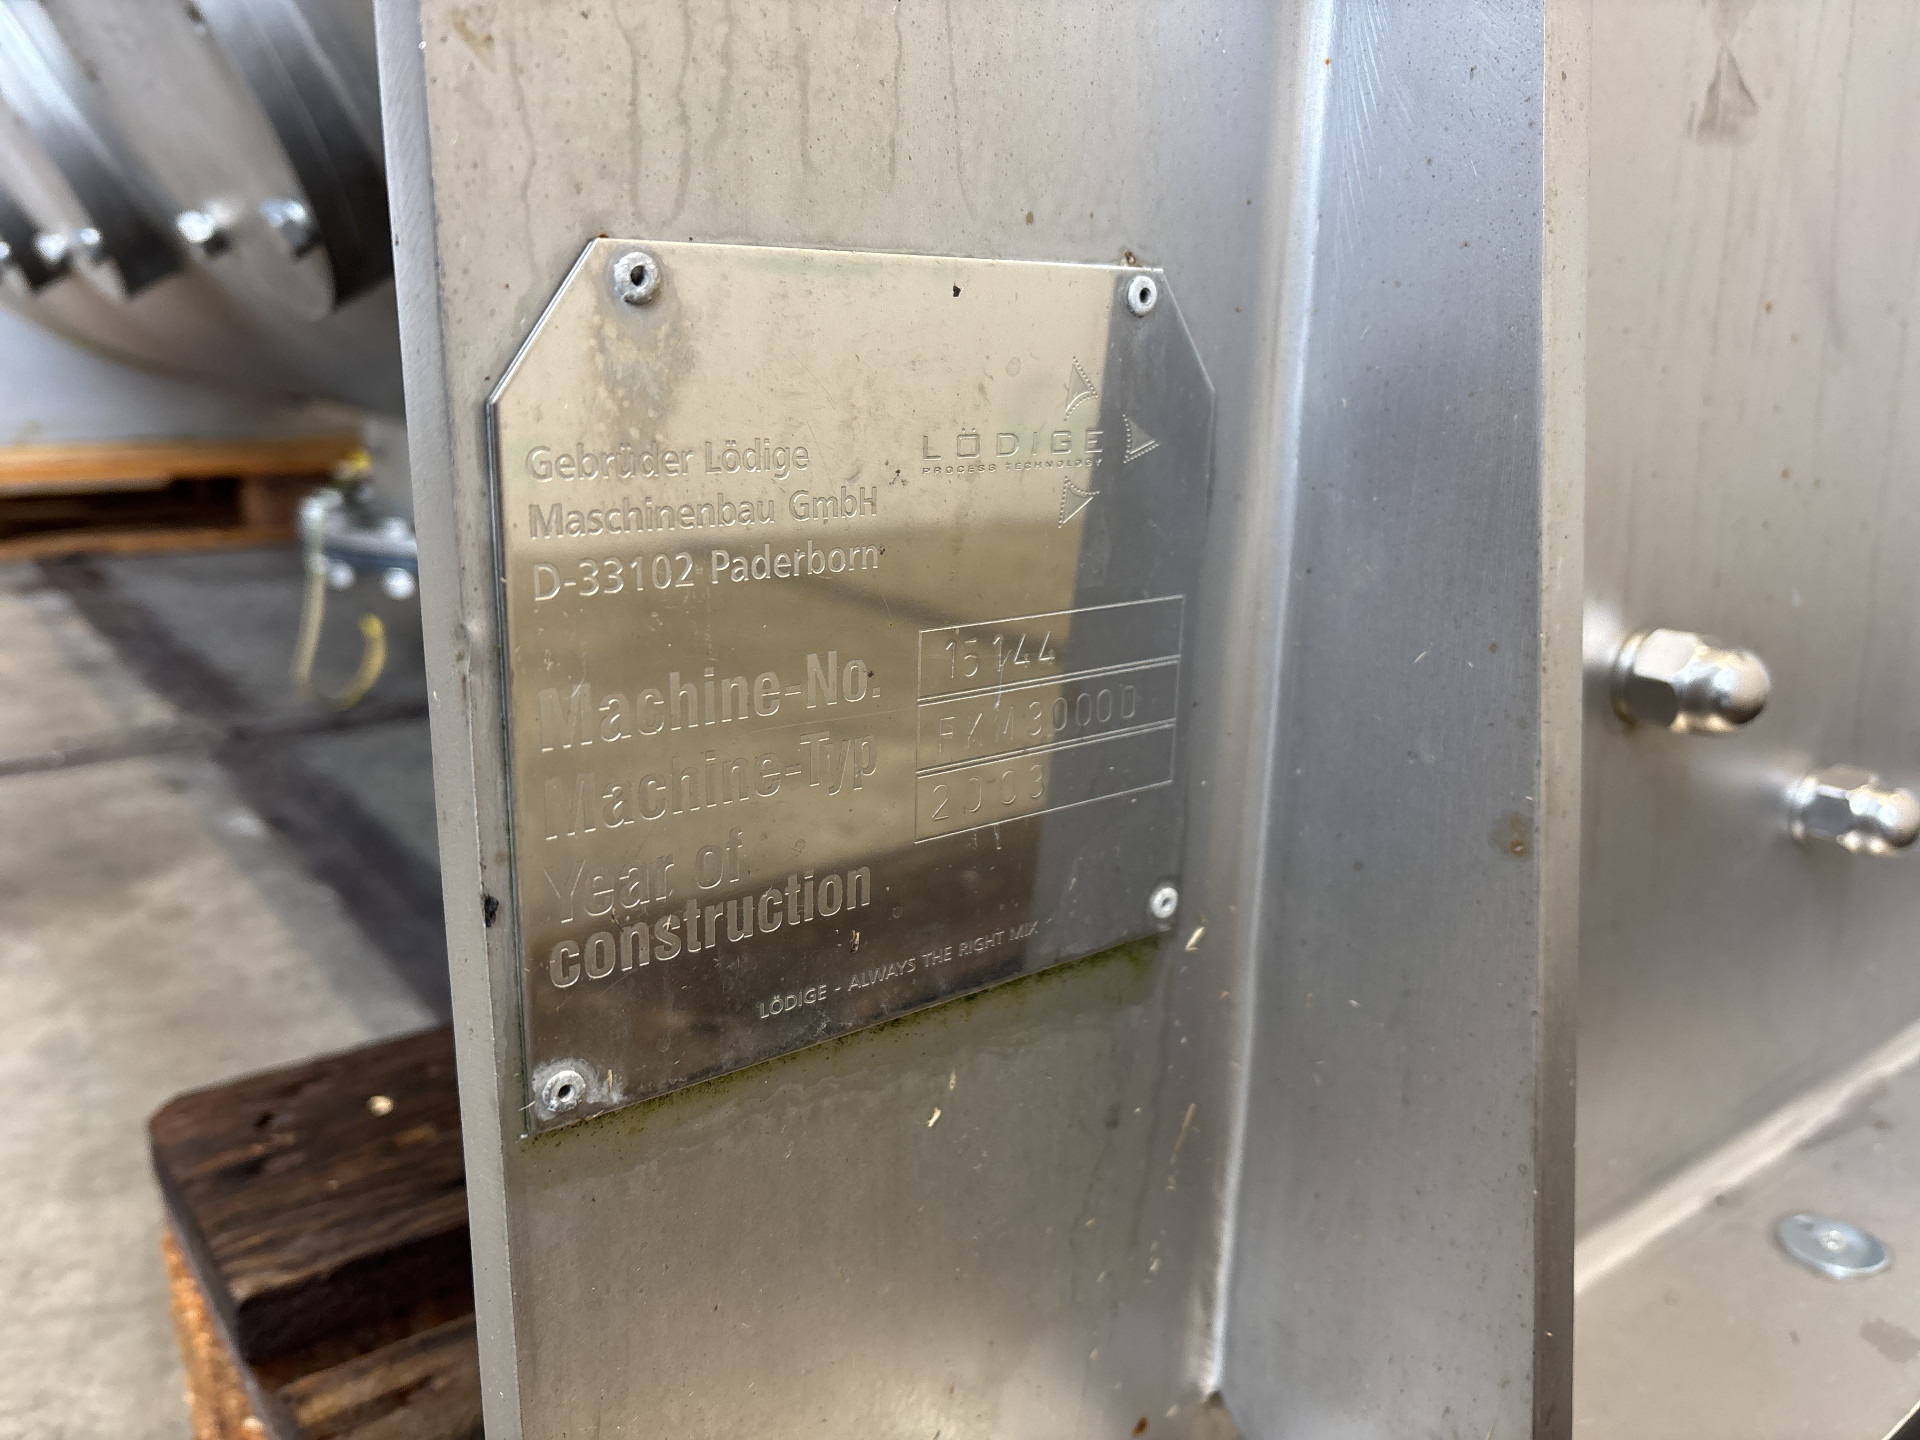 Gebrüder Lödige
Maschinenbau GmbH
D-33102 Paderborn
LÖDIGE
PROCESS TECHNOLOGY
Machine-No. 15144
Machine-Typ FKM3000D
Year of
construction 2003
LÖDIGE - ALWAYS THE RIGHT MIX